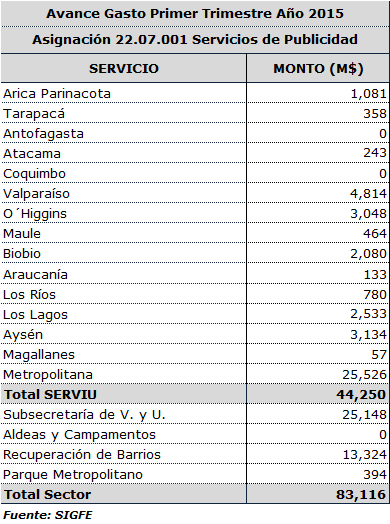 Avance Gasto Primer Trimestre Año 2015
Asignación 22.07.001 Servicios de Publicidad
SERVICIO MONTO (M$)
Arica Parinacota 1,081
Tarapacá 358
Antofagasta 0
Atacama 243
Coquimbo 0
Valparaíso 4,814
O´Higgins 3,048
Maule 464
Biobio 2,080
Araucanía 133
Los Ríos 780
Los Lagos 2,533
Aysén 3,134
Magallanes 57
Metropolitana 25,526
Total SERVIU 44,250
Subsecretaría de V. y U. 25,148
Aldeas y Campamentos 0
Recuperación de Barrios 13,324
Parque Metropolitano 394
Total Sector 83,116
Fuente: SIGFE